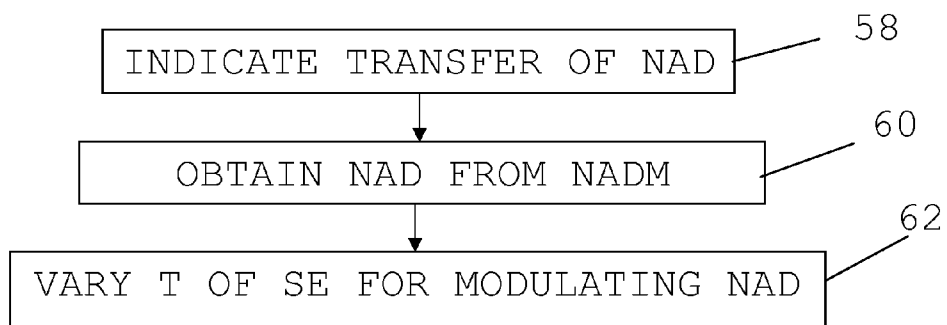 58
INDICATE TRANSFER OF NAD
60
OBTAIN NAD FROM NADM
62
VARY T OF SE FOR MODULATING NAD